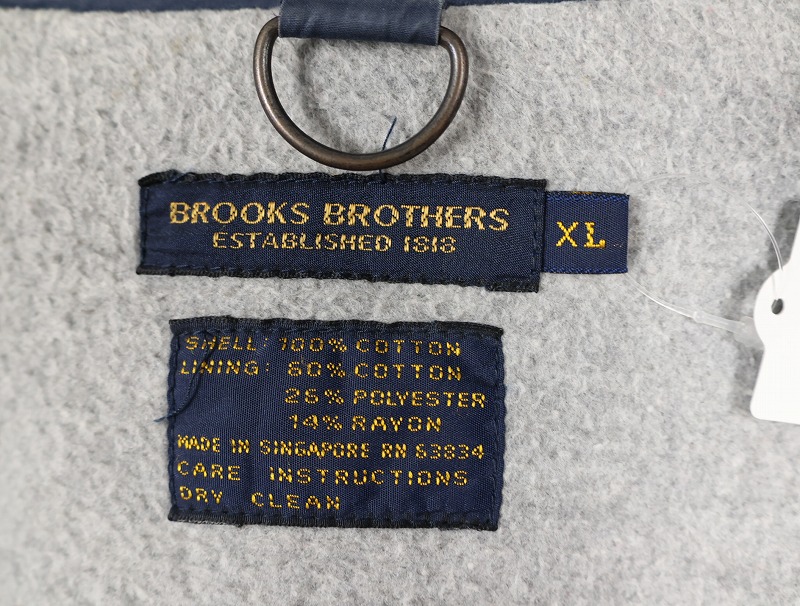 BROOKS BROTHERS
ESTABLISHED 1818
XL
SHELL: 100% COTTON
LINING: 60% COTTON
26% POLYESTER
14% RAYON
MADE IN SINGAPORE RN 63834
CARE INSTRUCTIONS
DRY CLEAN